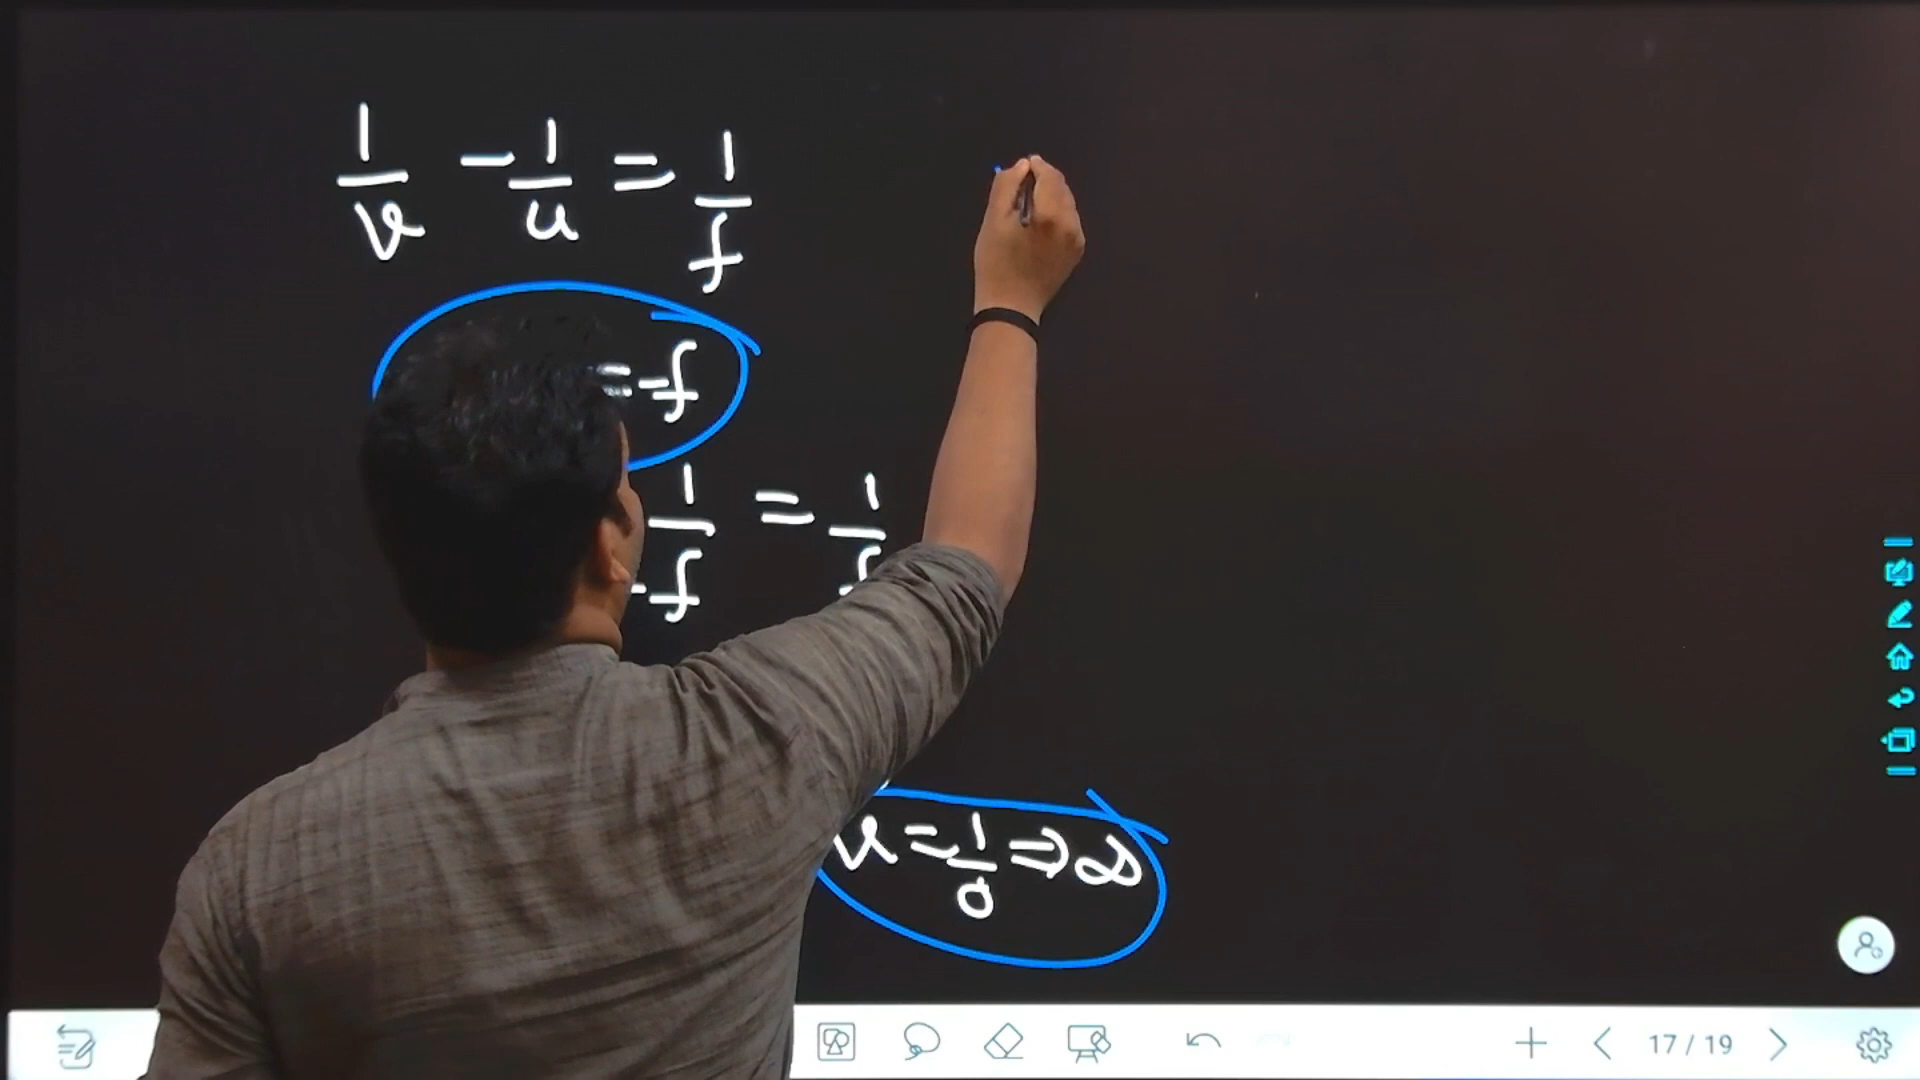 1/v - 1/u = 1/f
= -f
1/-f = 1/f
v = 1/0 ⇒ ∞
17 / 19